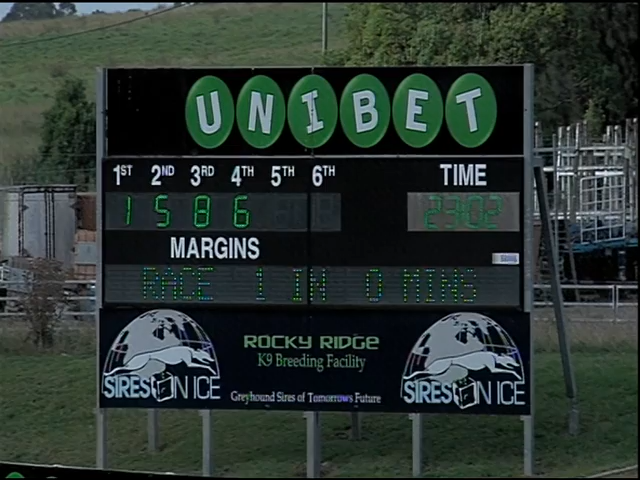 UNIBET
1ST 2ND 3RD 4TH 5TH 6TH TIME
1 5 8 6 23.02
MARGINS
RACE 1 IN 0 MINS
ROCKY RIDGE
K9 Breeding Facility
SIRES ON ICE
SIRES ON ICE
Greyhound Sires of Tomorrows Future